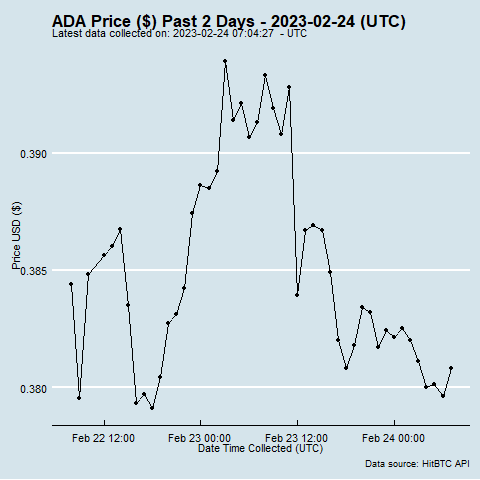 ADA Price ($) Past 2 Days - 2023-02-24 (UTC)
Latest data collected on: 2023-02-24 07:04:27 - UTC
0.390
0.385
0.380
Price USD ($)
Feb 22 12:00 Feb 23 00:00 Feb 23 12:00 Feb 24 00:00
Date Time Collected (UTC)
Data source: HitBTC API